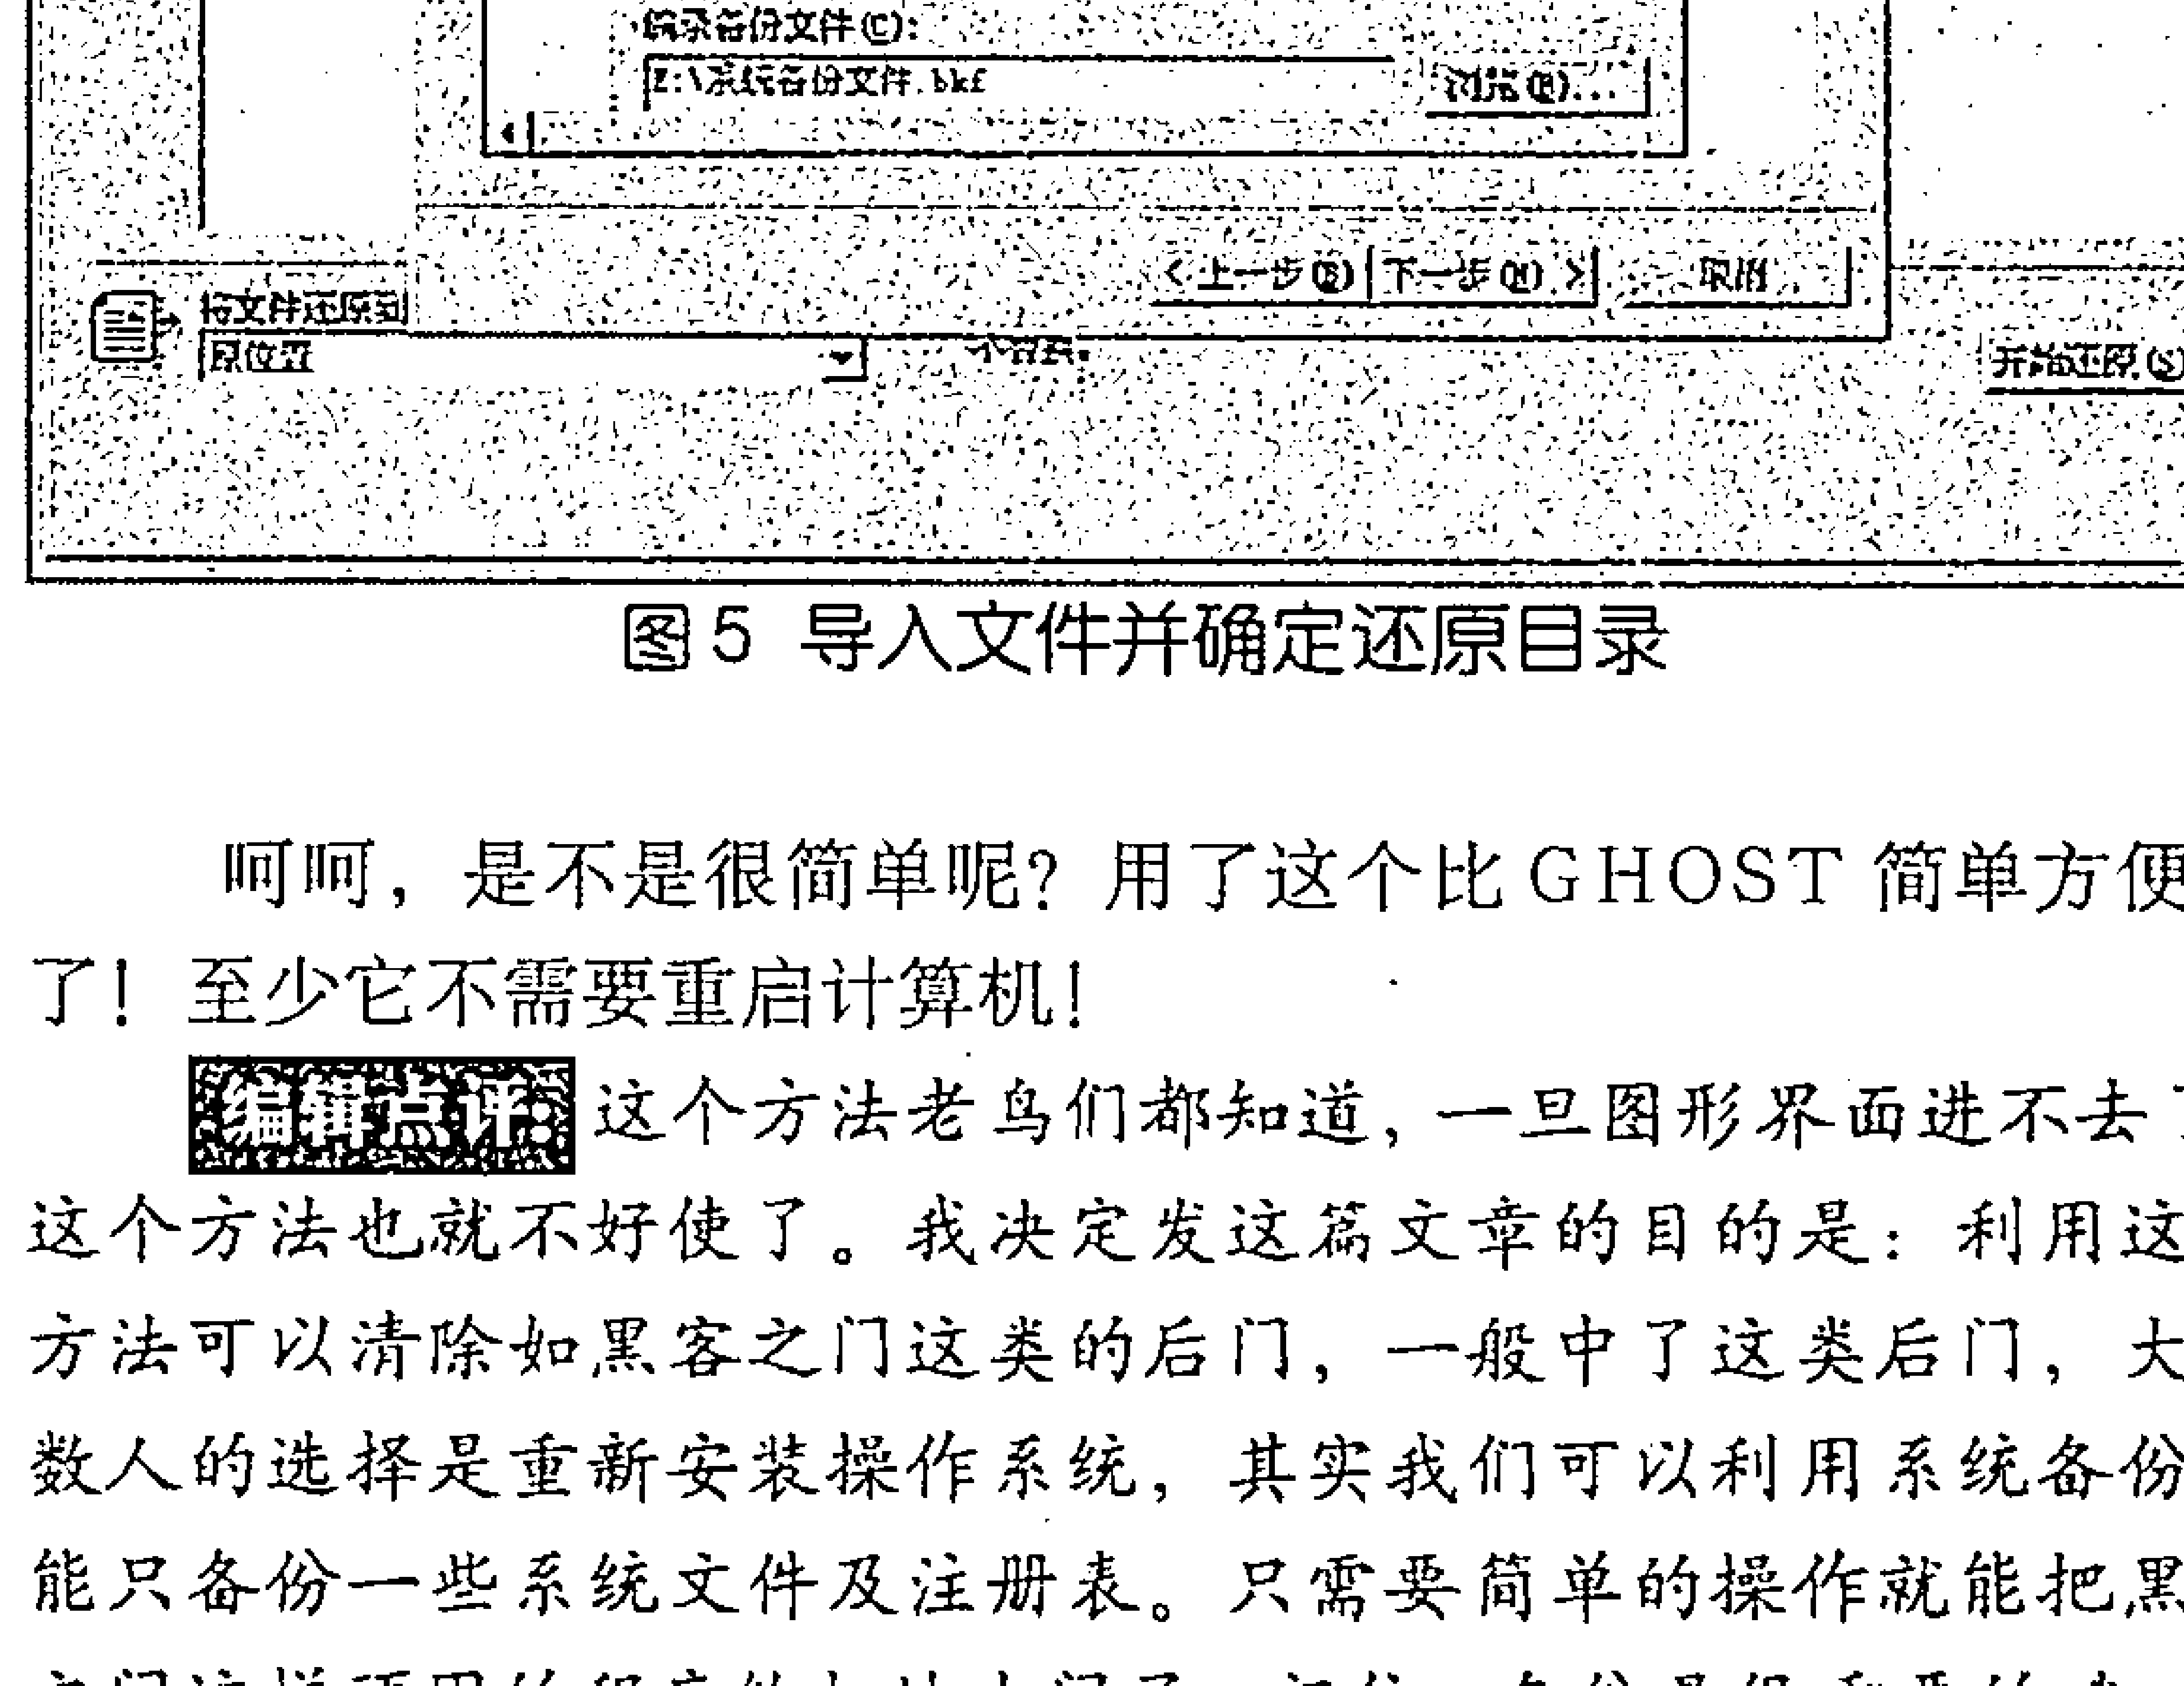 编录备份文件(C):
Z:\系统备份文件.bkf
浏览(R)...
<上一步(B) 下一步(N) > 取消
将文件还原到
原位置
开始还原(S)
图5 导入文件并确定还原目录
呵呵，是不是很简单呢？用了这个比GHOST简单方便
了！至少它不需要重启计算机！
编辑点评 这个方法老鸟们都知道，一旦图形界面进不去了
这个方法也就不好使了。我决定发这篇文章的目的是：利用这
方法可以清除如黑客之门这类的后门，一般中了这类后门，大
数人的选择是重新安装操作系统，其实我们可以利用系统备份
能只备份一些系统文件及注册表。只需要简单的操作就能把黑